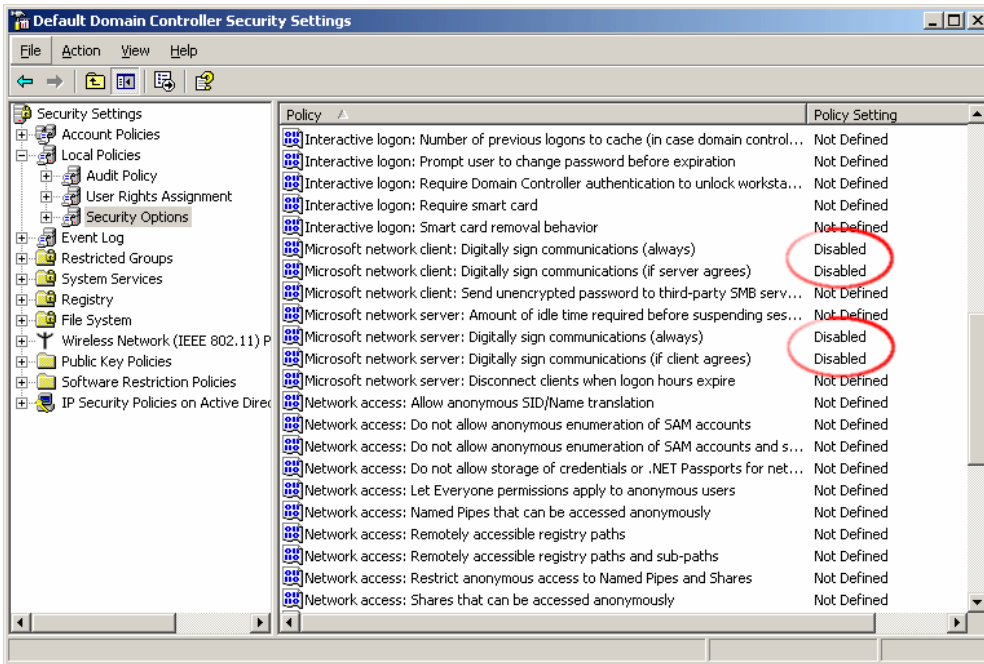 Default Domain Controller Security Settings
File Action View Help
Security Settings
Account Policies
Local Policies
Audit Policy
User Rights Assignment
Security Options
Event Log
Restricted Groups
System Services
Registry
File System
Wireless Network (IEEE 802.11) P
Public Key Policies
Software Restriction Policies
IP Security Policies on Active Direc
Policy Policy Setting
Interactive logon: Number of previous logons to cache (in case domain control... Not Defined
Interactive logon: Prompt user to change password before expiration Not Defined
Interactive logon: Require Domain Controller authentication to unlock worksta... Not Defined
Interactive logon: Require smart card Not Defined
Interactive logon: Smart card removal behavior Not Defined
Microsoft network client: Digitally sign communications (always) Disabled
Microsoft network client: Digitally sign communications (if server agrees) Disabled
Microsoft network client: Send unencrypted password to third-party SMB serv... Not Defined
Microsoft network server: Amount of idle time required before suspending ses... Not Defined
Microsoft network server: Digitally sign communications (always) Disabled
Microsoft network server: Digitally sign communications (if client agrees) Disabled
Microsoft network server: Disconnect clients when logon hours expire Not Defined
Network access: Allow anonymous SID/Name translation Not Defined
Network access: Do not allow anonymous enumeration of SAM accounts Not Defined
Network access: Do not allow anonymous enumeration of SAM accounts and s... Not Defined
Network access: Do not allow storage of credentials or .NET Passports for net... Not Defined
Network access: Let Everyone permissions apply to anonymous users Not Defined
Network access: Named Pipes that can be accessed anonymously Not Defined
Network access: Remotely accessible registry paths Not Defined
Network access: Remotely accessible registry paths and sub-paths Not Defined
Network access: Restrict anonymous access to Named Pipes and Shares Not Defined
Network access: Shares that can be accessed anonymously Not Defined